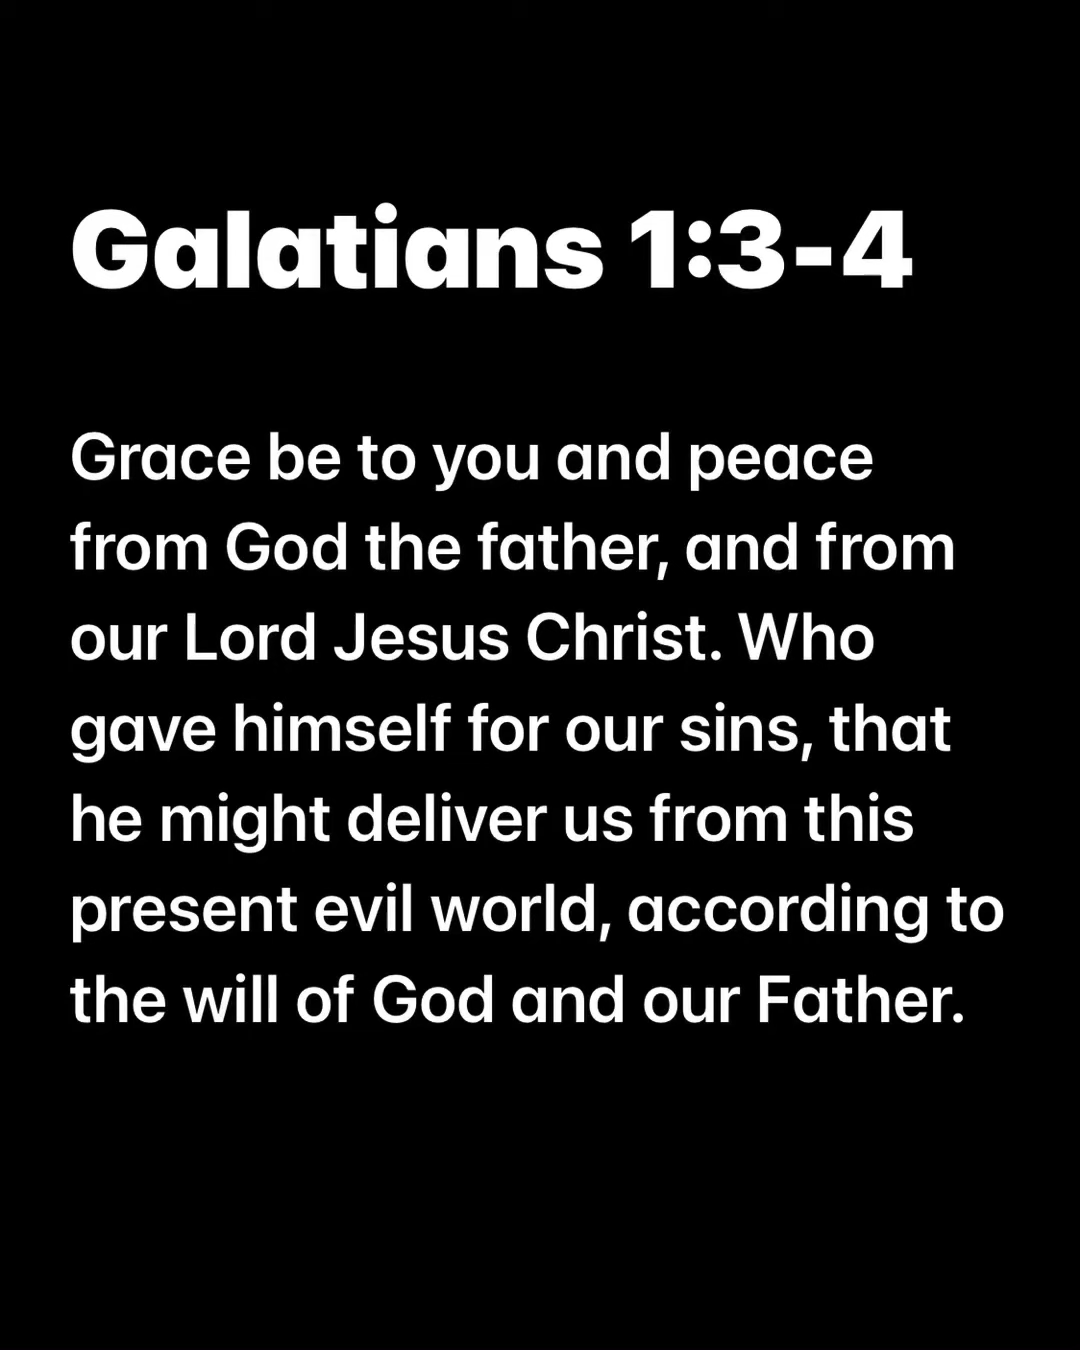 Galatians 1:3-4
Grace be to you and peace
from God the father, and from
our Lord Jesus Christ. Who
gave himself for our sins, that
he might deliver us from this
present evil world, according to
the will of God and our Father.